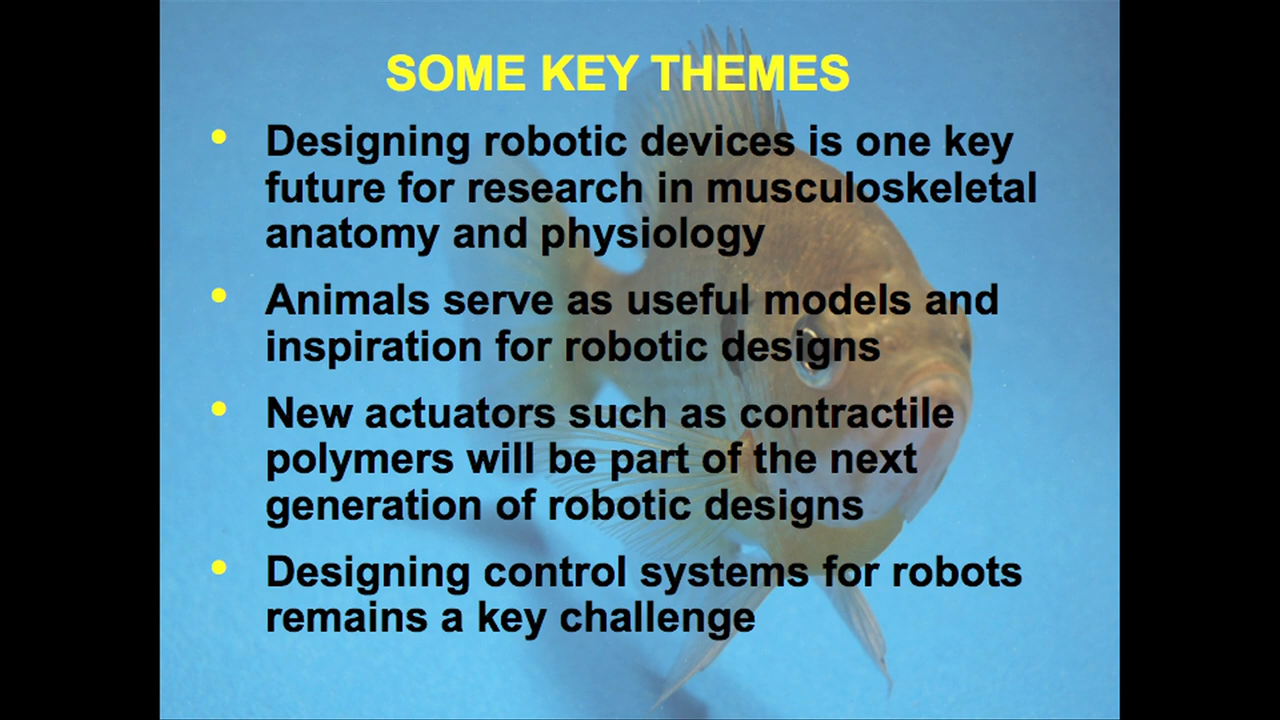 SOME KEY THEMES
• Designing robotic devices is one key
future for research in musculoskeletal
anatomy and physiology
• Animals serve as useful models and
inspiration for robotic designs
• New actuators such as contractile
polymers will be part of the next
generation of robotic designs
• Designing control systems for robots
remains a key challenge